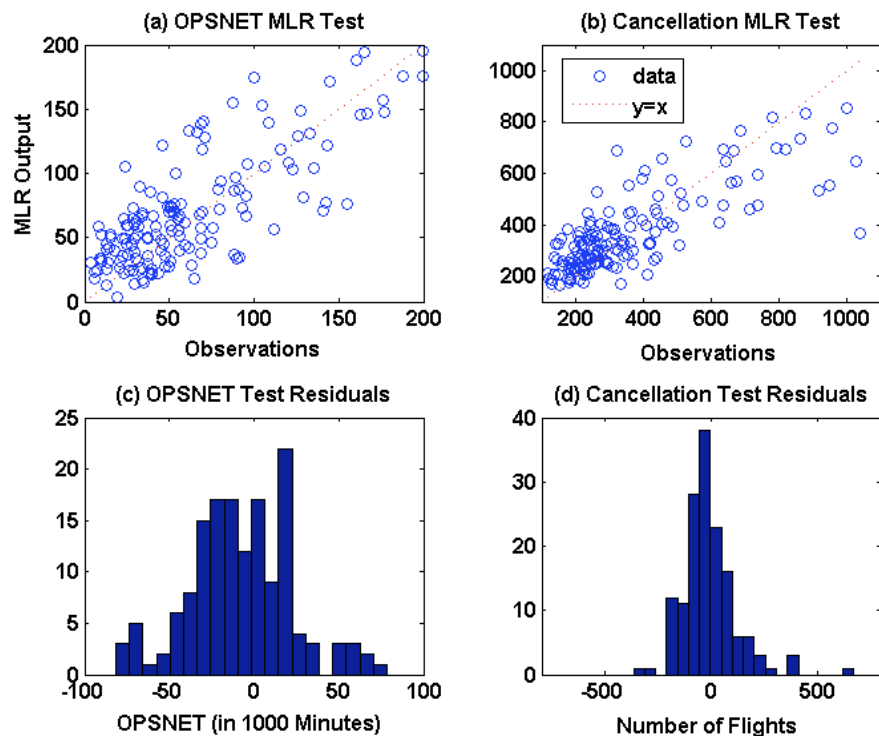 (a) OPSNET MLR Test
200
150
100
50
0
0 50 100 150 200
MLR Output
Observations
(b) Cancellation MLR Test
data
y=x
1000
800
600
400
200
200 400 600 800 1000
Observations
(c) OPSNET Test Residuals
25
20
15
10
5
0
-100 -50 0 50 100
OPSNET (in 1000 Minutes)
(d) Cancellation Test Residuals
40
30
20
10
0
-500 0 500
Number of Flights